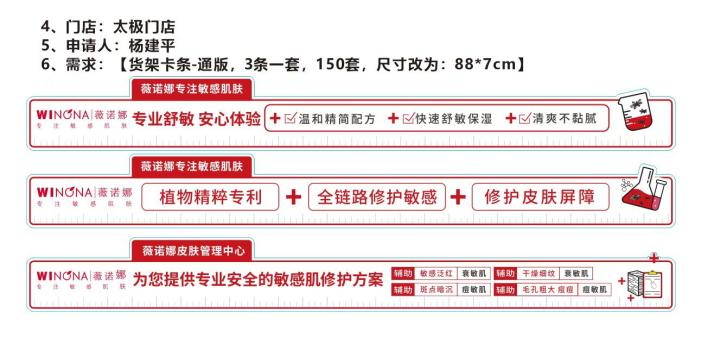 4、门店：太极门店
5、申请人：杨建平
6、需求：【货架卡条-通版，3条一套，150套，尺寸改为：88*7cm】
薇诺娜专注敏感肌肤
WINONA 薇诺娜
专注敏感肌肤
专业舒敏 安心体验
+ ☑温和精简配方 + ☑快速舒敏保湿 + ☑清爽不黏腻
薇诺娜专注敏感肌肤
WINONA 薇诺娜
专注敏感肌肤
植物精粹专利 + 全链路修护敏感 + 修护皮肤屏障
薇诺娜皮肤管理中心
WINONA 薇诺娜
专注敏感肌肤
为您提供专业安全的敏感肌修护方案
辅助 敏感泛红 衰敏肌 辅助 干燥细纹 衰敏肌
辅助 斑点暗沉 痘敏肌 辅助 毛孔粗大 痘痘 痘敏肌